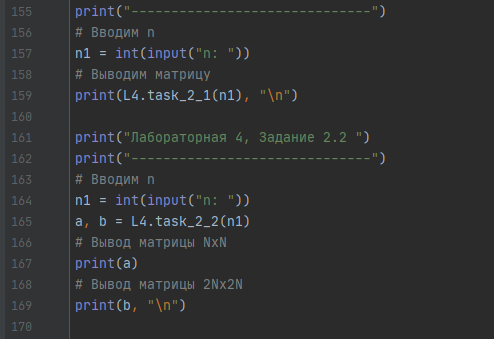 155 print("------------------------------")
156 # Вводим n
157 n1 = int(input("n: "))
158 # Выводим матрицу
159 print(L4.task_2_1(n1), "\n")
160
161 print("Лабораторная 4, Задание 2.2 ")
162 print("------------------------------")
163 # Вводим n
164 n1 = int(input("n: "))
165 a, b = L4.task_2_2(n1)
166 # Вывод матрицы NxN
167 print(a)
168 # Вывод матрицы 2Nx2N
169 print(b, "\n")
170